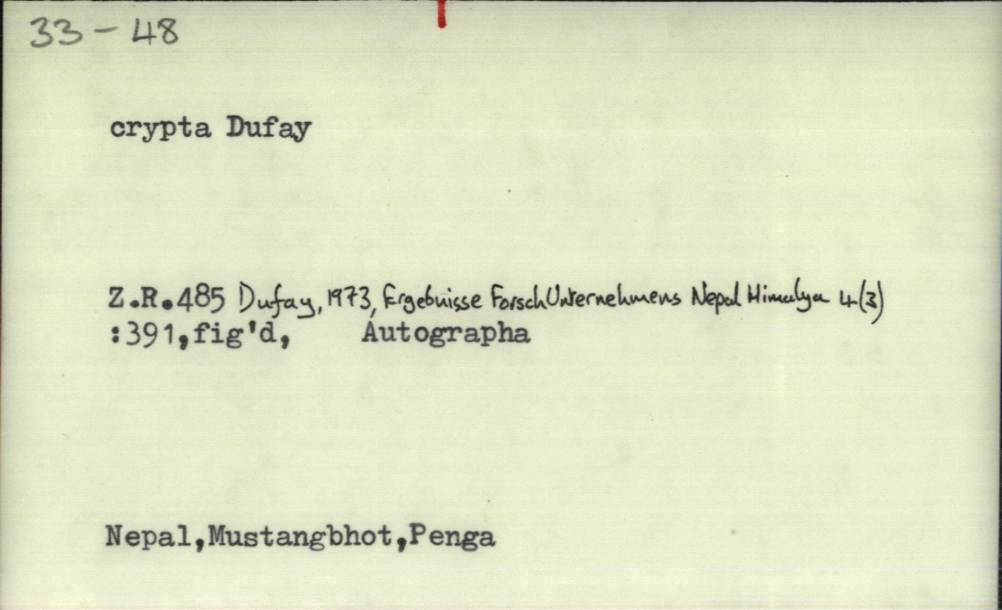 33-48
crypta Dufay
Z.R.485 Dufay, 1973, Ergebnisse ForschUnternehmens Nepal Himalya 4(3)
:391,fig'd, Autographa
Nepal,Mustangbhot,Penga